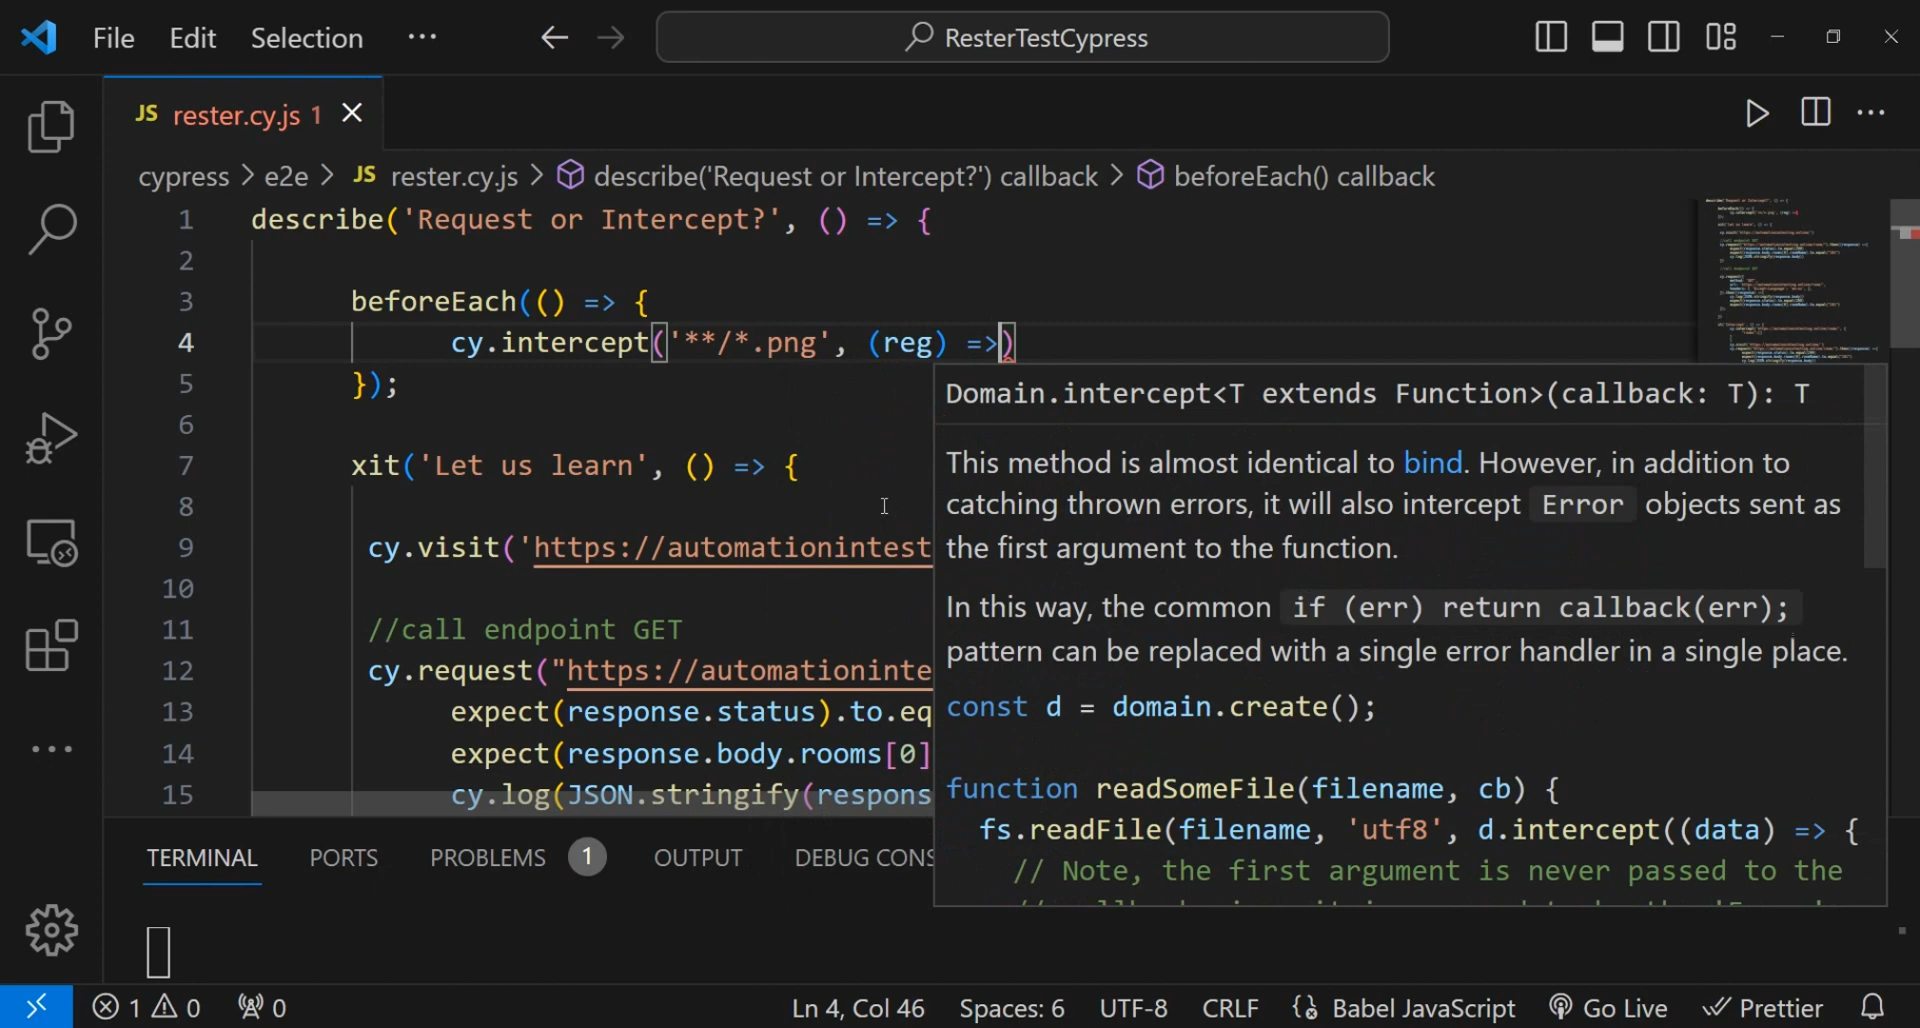 File Edit Selection ··· ResterTestCypress
JS rester.cy.js 1
cypress > e2e > JS rester.cy.js > describe('Request or Intercept?') callback > beforeEach() callback
1 describe('Request or Intercept?', () => {
2
3 beforeEach(() => {
4 cy.intercept('**/*.png', (reg) =>)
5 });
6
7 xit('Let us learn', () => {
8
9 cy.visit('https://automationintest
10
11 //call endpoint GET
12 cy.request("https://automationinte
13 expect(response.status).to.eq
14 expect(response.body.rooms[0]
15 cy.log(JSON.stringify(respons
Domain.intercept<T extends Function>(callback: T): T
This method is almost identical to bind. However, in addition to
catching thrown errors, it will also intercept Error objects sent as
the first argument to the function.
In this way, the common if (err) return callback(err);
pattern can be replaced with a single error handler in a single place.
const d = domain.create();
function readSomeFile(filename, cb) {
fs.readFile(filename, 'utf8', d.intercept((data) => {
// Note, the first argument is never passed to the
TERMINAL PORTS PROBLEMS 1 OUTPUT DEBUG CONS
1 0 0 Ln 4, Col 46 Spaces: 6 UTF-8 CRLF {} Babel JavaScript Go Live Prettier